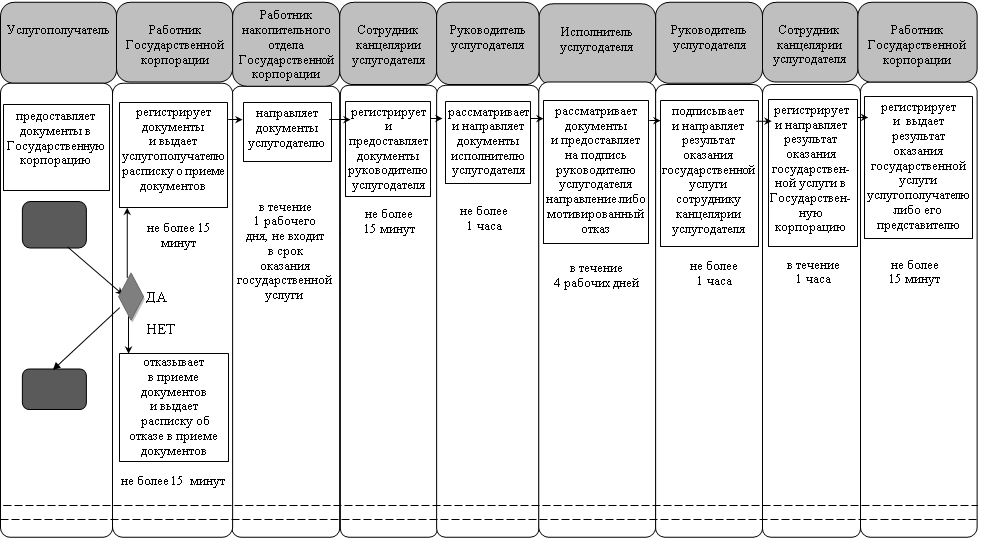 Услугополучатель
Работник
Государственной
корпорации
Работник
накопительного
отдела
Государственной
корпорации
Сотрудник
канцелярии
услугодателя
Руководитель
услугодателя
Исполнитель
услугодателя
Руководитель
услугодателя
Сотрудник
канцелярии
услугодателя
Работник
Государственной
корпорации
предоставляет
документы в
Государственную
корпорацию
регистрирует
документы
и выдает
услугополучателю
расписку о приеме
документов
не более 15
минут
ДА
НЕТ
отказывает
в приеме
документов
и выдает
расписку об
отказе в приеме
документов
не более 15 минут
направляет
документы
услугодателю
в течение
1 рабочего
дня, не входит
в срок
оказания
государственной
услуги
регистрирует
и
предоставляет
документы
руководителю
услугодателя
не более
15 минут
рассматривает
и направляет
документы
исполнителю
услугодателя
не более
1 часа
рассматривает
документы
и предоставляет
на подпись
руководителю
услугодателя
направление либо
мотивированный
отказ
в течение
4 рабочих дней
подписывает
и направляет
результат
оказания
государственной
услуги
сотруднику
канцелярии
услугодателя
не более
1 часа
регистрирует
и направляет
результат
оказания
государствен-
ной услуги в
Государствен-
ную
корпорацию
в течение
1 часа
регистрирует
и выдает
результат
оказания
государственной
услуги
услугополучателю
либо его
представителю
не более
15 минут